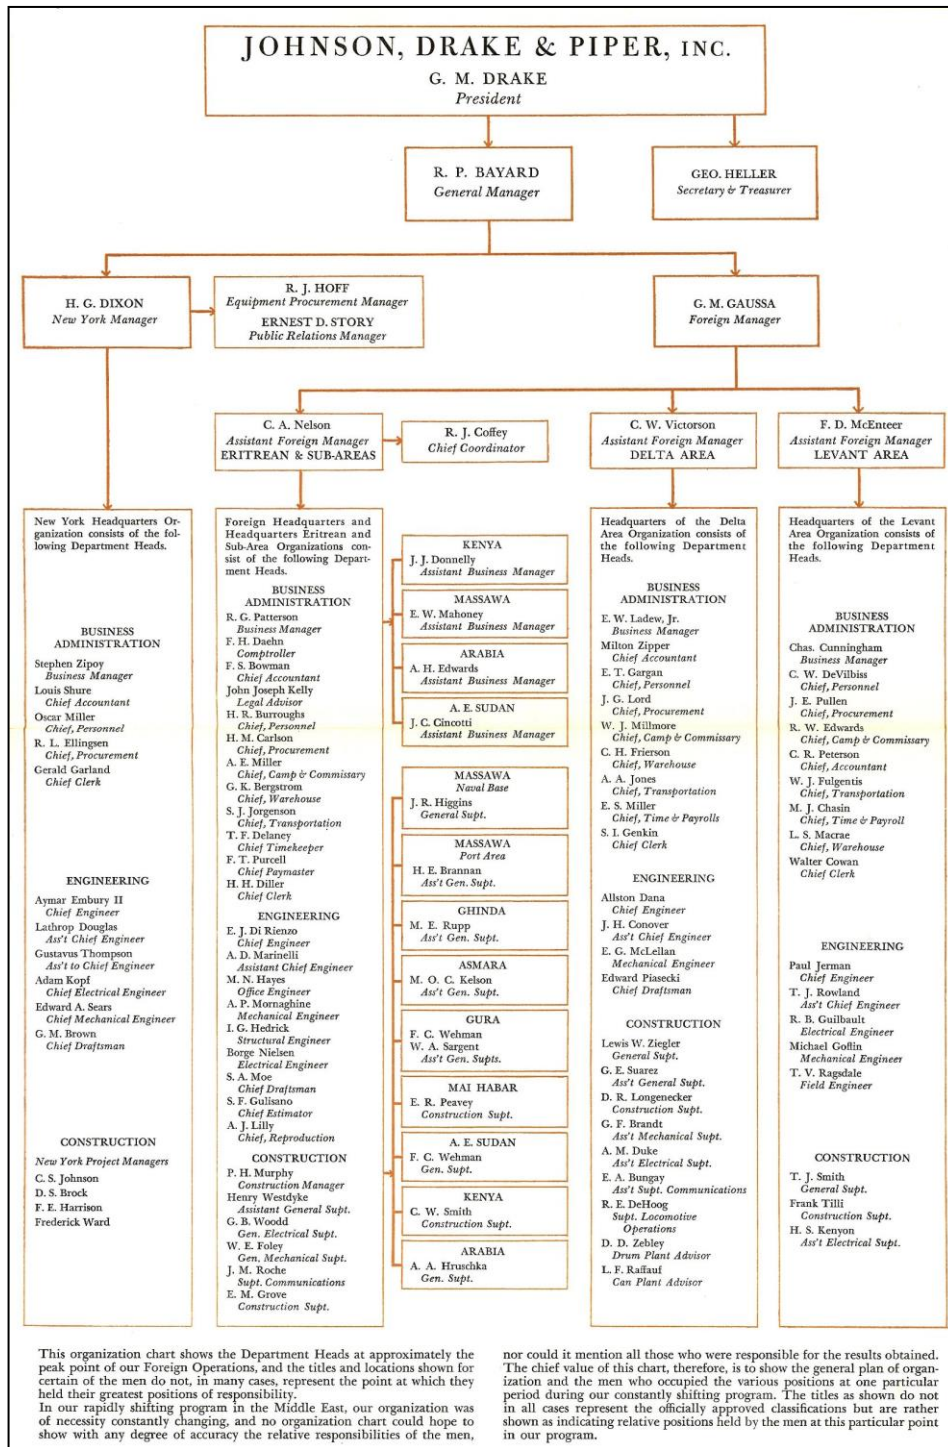 JOHNSON, DRAKE & PIPER, INC.
G. M. DRAKE
President
R. P. BAYARD
General Manager
GEO. HELLER
Secretary & Treasurer
H. G. DIXON
New York Manager
R. J. HOFF
Equipment Procurement Manager
ERNEST D. STORY
Public Relations Manager
G. M. GAUSSA
Foreign Manager
C. A. Nelson
Assistant Foreign Manager
ERITREAN & SUB-AREAS
R. J. Coffey
Chief Coordinator
C. W. Victorson
Assistant Foreign Manager
DELTA AREA
F. D. McEnteer
Assistant Foreign Manager
LEVANT AREA
New York Headquarters Or-
ganization consists of the fol-
lowing Department Heads.
BUSINESS
ADMINISTRATION
Stephen Zipoy
Business Manager
Louis Shure
Chief Accountant
Oscar Miller
Chief, Personnel
R. L. Ellingsen
Chief, Procurement
Gerald Garland
Chief Clerk
ENGINEERING
Aymar Embury II
Chief Engineer
Lathrop Douglas
Ass't Chief Engineer
Gustavus Thompson
Ass't to Chief Engineer
Adam Kopf
Chief Electrical Engineer
Edward A. Sears
Chief Mechanical Engineer
G. M. Brown
Chief Draftsman
CONSTRUCTION
New York Project Managers
C. S. Johnson
D. S. Brock
F. E. Harrison
Frederick Ward
Foreign Headquarters and
Headquarters Eritrean and
Sub-Area Organizations con-
sist of the following Depart-
ment Heads.
BUSINESS
ADMINISTRATION
R. G. Patterson
Business Manager
F. H. Daehn
Comptroller
F. S. Bowman
Chief Accountant
John Joseph Kelly
Legal Advisor
H. R. Burroughs
Chief, Personnel
H. M. Carlson
Chief, Procurement
A. E. Miller
Chief, Camp & Commissary
G. K. Bergstrom
Chief, Warehouse
S. J. Jorgenson
Chief, Transportation
T. F. Delaney
Chief Timekeeper
F. T. Purcell
Chief Paymaster
H. H. Diller
Chief Clerk
ENGINEERING
E. J. Di Rienzo
Chief Engineer
A. D. Marinelli
Assistant Chief Engineer
M. N. Hayes
Office Engineer
A. P. Mornaghine
Mechanical Engineer
I. G. Hedrick
Structural Engineer
Borge Nielsen
Electrical Engineer
S. A. Moe
Chief Draftsman
S. F. Gulisano
Chief Estimator
A. J. Lilly
Chief, Reproduction
CONSTRUCTION
P. H. Murphy
Construction Manager
Henry Westdyke
Assistant General Supt.
G. B. Woodd
Gen. Electrical Supt.
W. E. Foley
Gen. Mechanical Supt.
J. M. Roche
Supt. Communications
E. M. Grove
Construction Supt.
KENYA
J. J. Donnelly
Assistant Business Manager
MASSAWA
E. W. Mahoney
Assistant Business Manager
ARABIA
A. H. Edwards
Assistant Business Manager
A. E. SUDAN
J. C. Cincotti
Assistant Business Manager
MASSAWA
Naval Base
J. R. Higgins
General Supt.
MASSAWA
Port Area
H. E. Brannan
Ass't Gen. Supt.
GHINDA
M. E. Rupp
Ass't Gen. Supt.
ASMARA
M. O. C. Kelson
Ass't Gen. Supt.
GURA
F. C. Wehman
W. A. Sargent
Ass't Gen. Supts.
MAI HABAR
E. R. Peavey
Construction Supt.
A. E. SUDAN
F. C. Wehman
Gen. Supt.
KENYA
C. W. Smith
Construction Supt.
ARABIA
A. A. Hruschka
Gen. Supt.
Headquarters of the Delta
Area Organization consists of
the following Department
Heads.
BUSINESS
ADMINISTRATION
E. W. Ladew, Jr.
Business Manager
Milton Zipper
Chief Accountant
E. T. Gargan
Chief, Personnel
J. G. Lord
Chief, Procurement
W. J. Millmore
Chief, Camp & Commissary
C. H. Frierson
Chief, Warehouse
A. A. Jones
Chief, Transportation
E. S. Miller
Chief, Time & Payrolls
S. I. Genkin
Chief Clerk
ENGINEERING
Allston Dana
Chief Engineer
J. H. Conover
Ass't Chief Engineer
E. G. McLellan
Mechanical Engineer
Edward Piasecki
Chief Draftsman
CONSTRUCTION
Lewis W. Ziegler
General Supt.
G. E. Suarez
Ass't General Supt.
D. R. Longenecker
Construction Supt.
G. F. Brandt
Ass't Mechanical Supt.
A. M. Duke
Ass't Electrical Supt.
E. A. Bungay
Ass't Supt. Communications
R. E. DeHoog
Supt. Locomotive
Operations
D. D. Zebley
Drum Plant Advisor
L. F. Raffauf
Can Plant Advisor
Headquarters of the Levant
Area Organization consists of
the following Department
Heads.
BUSINESS
ADMINISTRATION
Chas. Cunningham
Business Manager
C. W. DeVilbiss
Chief, Personnel
J. E. Pullen
Chief, Procurement
R. W. Edwards
Chief, Camp & Commissary
C. R. Peterson
Chief, Accountant
W. J. Fulgentis
Chief, Transportation
M. J. Chasin
Chief, Time & Payroll
L. S. Macrae
Chief, Warehouse
Walter Cowan
Chief Clerk
ENGINEERING
Paul Jerman
Chief Engineer
T. J. Rowland
Ass't Chief Engineer
R. B. Guilbault
Electrical Engineer
Michael Goffin
Mechanical Engineer
T. V. Ragsdale
Field Engineer
CONSTRUCTION
T. J. Smith
General Supt.
Frank Tilli
Construction Supt.
H. S. Kenyon
Ass't Electrical Supt.
This organization chart shows the Department Heads at approximately the
peak point of our Foreign Operations, and the titles and locations shown for
certain of the men do not, in many cases, represent the point at which they
held their greatest positions of responsibility.
In our rapidly shifting program in the Middle East, our organization was
of necessity constantly changing, and no organization chart could hope to
show with any degree of accuracy the relative responsibilities of the men,
nor could it mention all those who were responsible for the results obtained.
The chief value of this chart, therefore, is to show the general plan of organ-
ization and the men who occupied the various positions at one particular
period during our constantly shifting program. The titles as shown do not
in all cases represent the officially approved classifications but are rather
shown as indicating relative positions held by the men at this particular point
in our program.